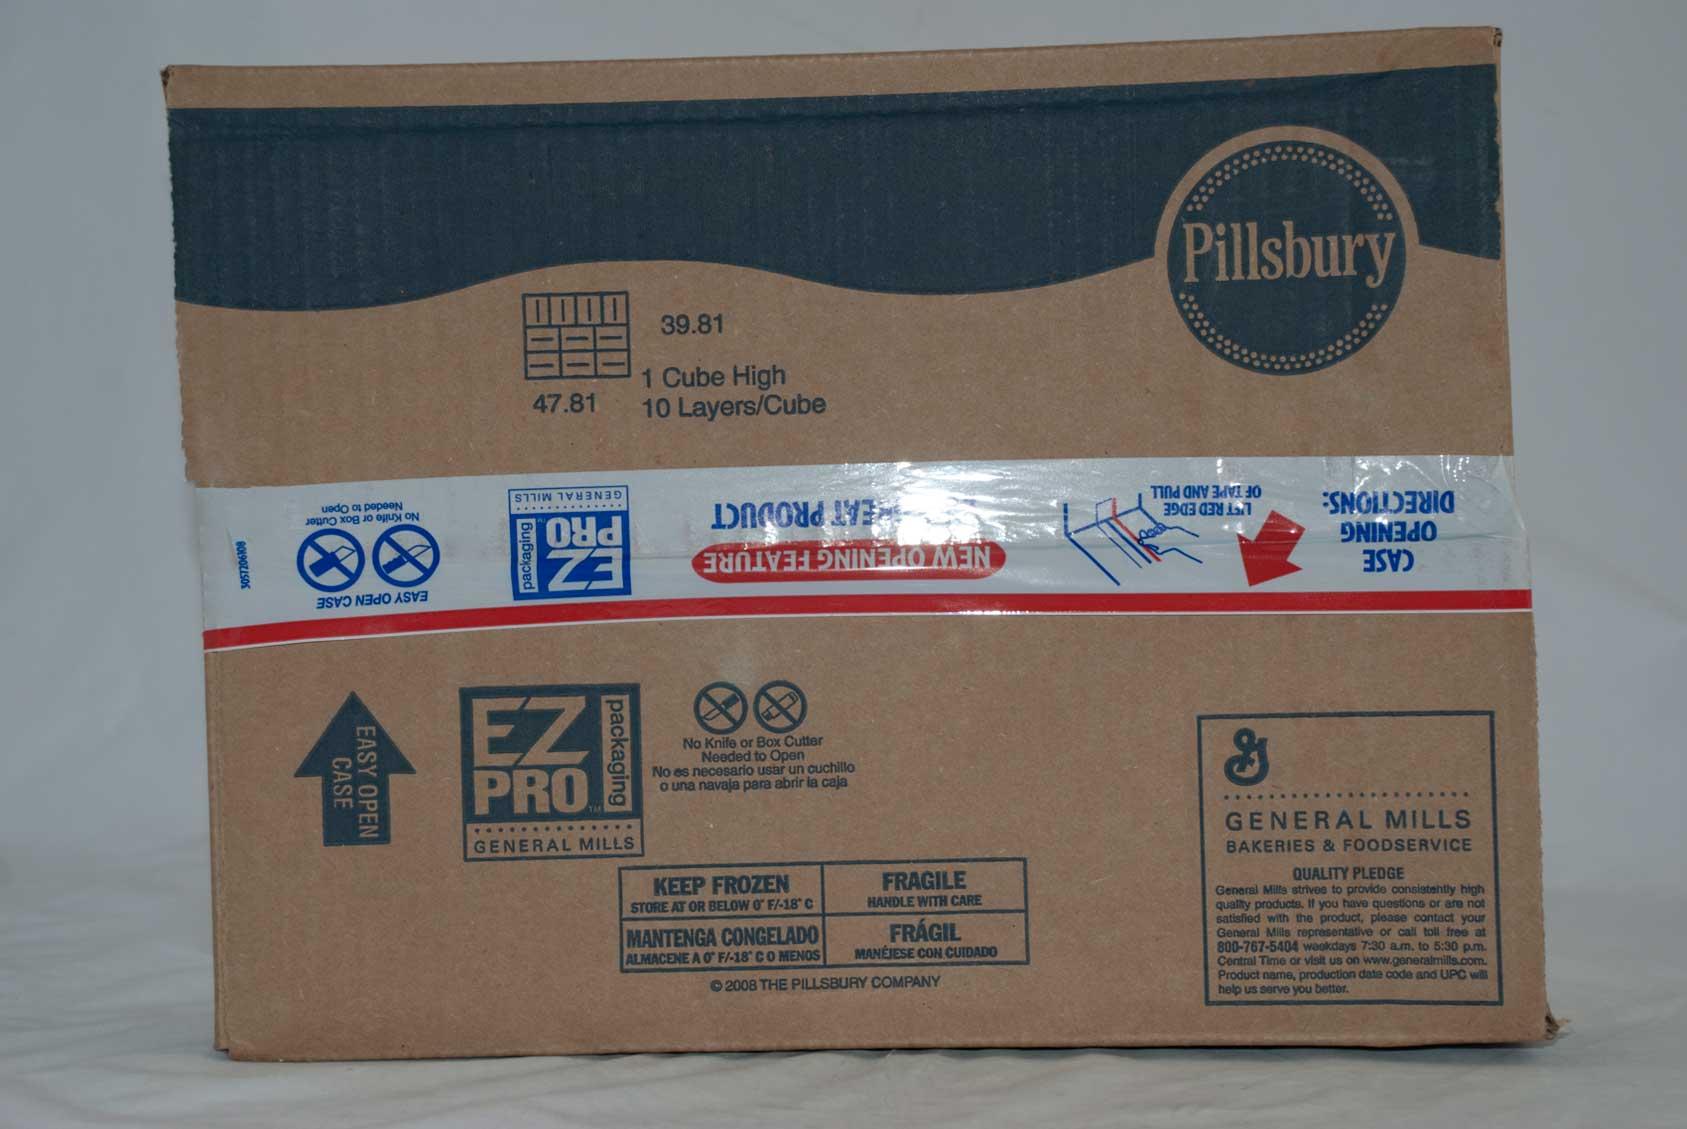 Pillsbury
39.81
1 Cube High
47.81
10 Layers/Cube
CASE
OPENING
DIRECTIONS:
LIFT RED EDGE
OF TAPE AND PULL
NEW OPENING FEATURE
GREAT PRODUCT
EZ
PRO
packaging
GENERAL MILLS
EASY OPEN CASE
No Knife or Box Cutter
Needed to Open
3057206108
EASY OPEN
CASE
EZ
PRO™
packaging
GENERAL MILLS
No Knife or Box Cutter
Needed to Open
No es necesario usar un cuchillo
o una navaja para abrir la caja
KEEP FROZEN
STORE AT OR BELOW 0° F/-18° C
FRAGILE
HANDLE WITH CARE
MANTENGA CONGELADO
ALMACENE A 0° F/-18° C O MENOS
FRÁGIL
MANÉJESE CON CUIDADO
© 2008 THE PILLSBURY COMPANY
G
GENERAL MILLS
BAKERIES & FOODSERVICE
QUALITY PLEDGE
General Mills strives to provide consistently high
quality products. If you have questions or are not
satisfied with the product, please contact your
General Mills representative or call toll free at
800-767-5404 weekdays 7:30 a.m. to 5:30 p.m.
Central Time or visit us on www.generalmills.com.
Product name, production date code and UPC will
help us serve you better.